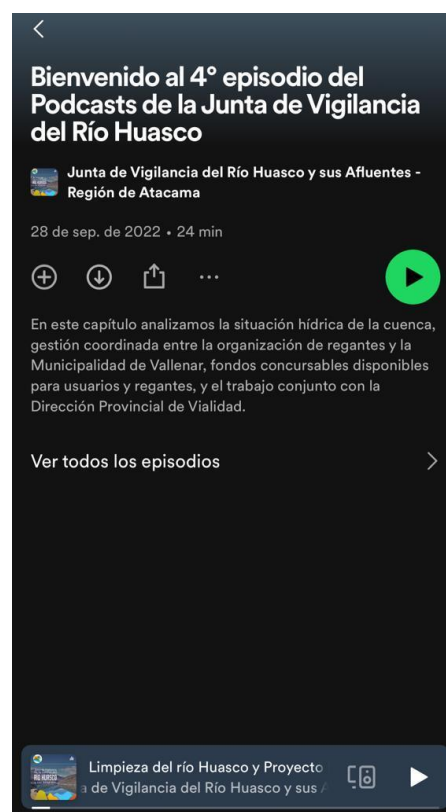 Bienvenido al 4° episodio del
Podcasts de la Junta de Vigilancia
del Río Huasco
Junta de Vigilancia del Río Huasco y sus Afluentes -
Región de Atacama
28 de sep. de 2022 • 24 min
En este capítulo analizamos la situación hídrica de la cuenca,
gestión coordinada entre la organización de regantes y la
Municipalidad de Vallenar, fondos concursables disponibles
para usuarios y regantes, y el trabajo conjunto con la
Dirección Provincial de Vialidad.
Ver todos los episodios
Limpieza del río Huasco y Proyecto
a de Vigilancia del Río Huasco y sus A